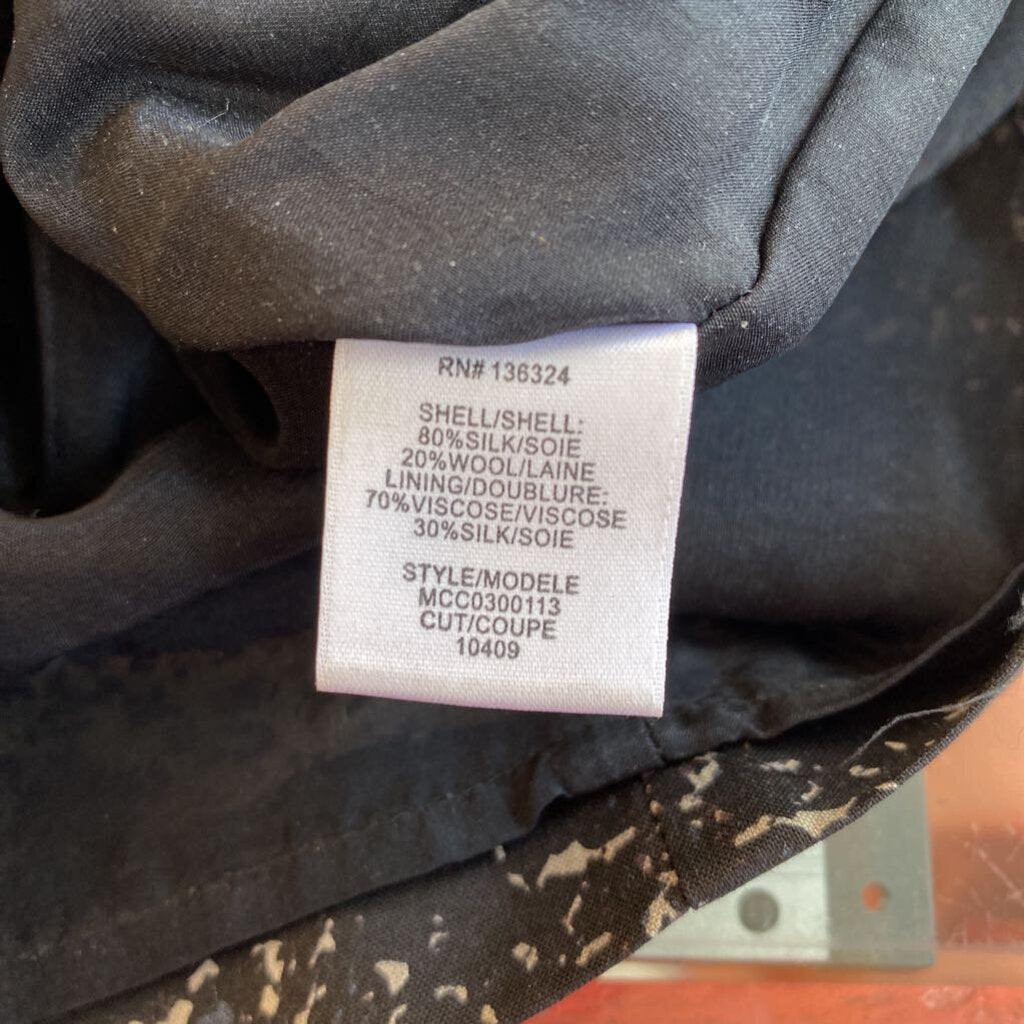 RN# 136324
SHELL/SHELL:
80%SILK/SOIE
20%WOOL/LAINE
LINING/DOUBLURE:
70%VISCOSE/VISCOSE
30%SILK/SOIE
STYLE/MODELE
MCC0300113
CUT/COUPE
10409